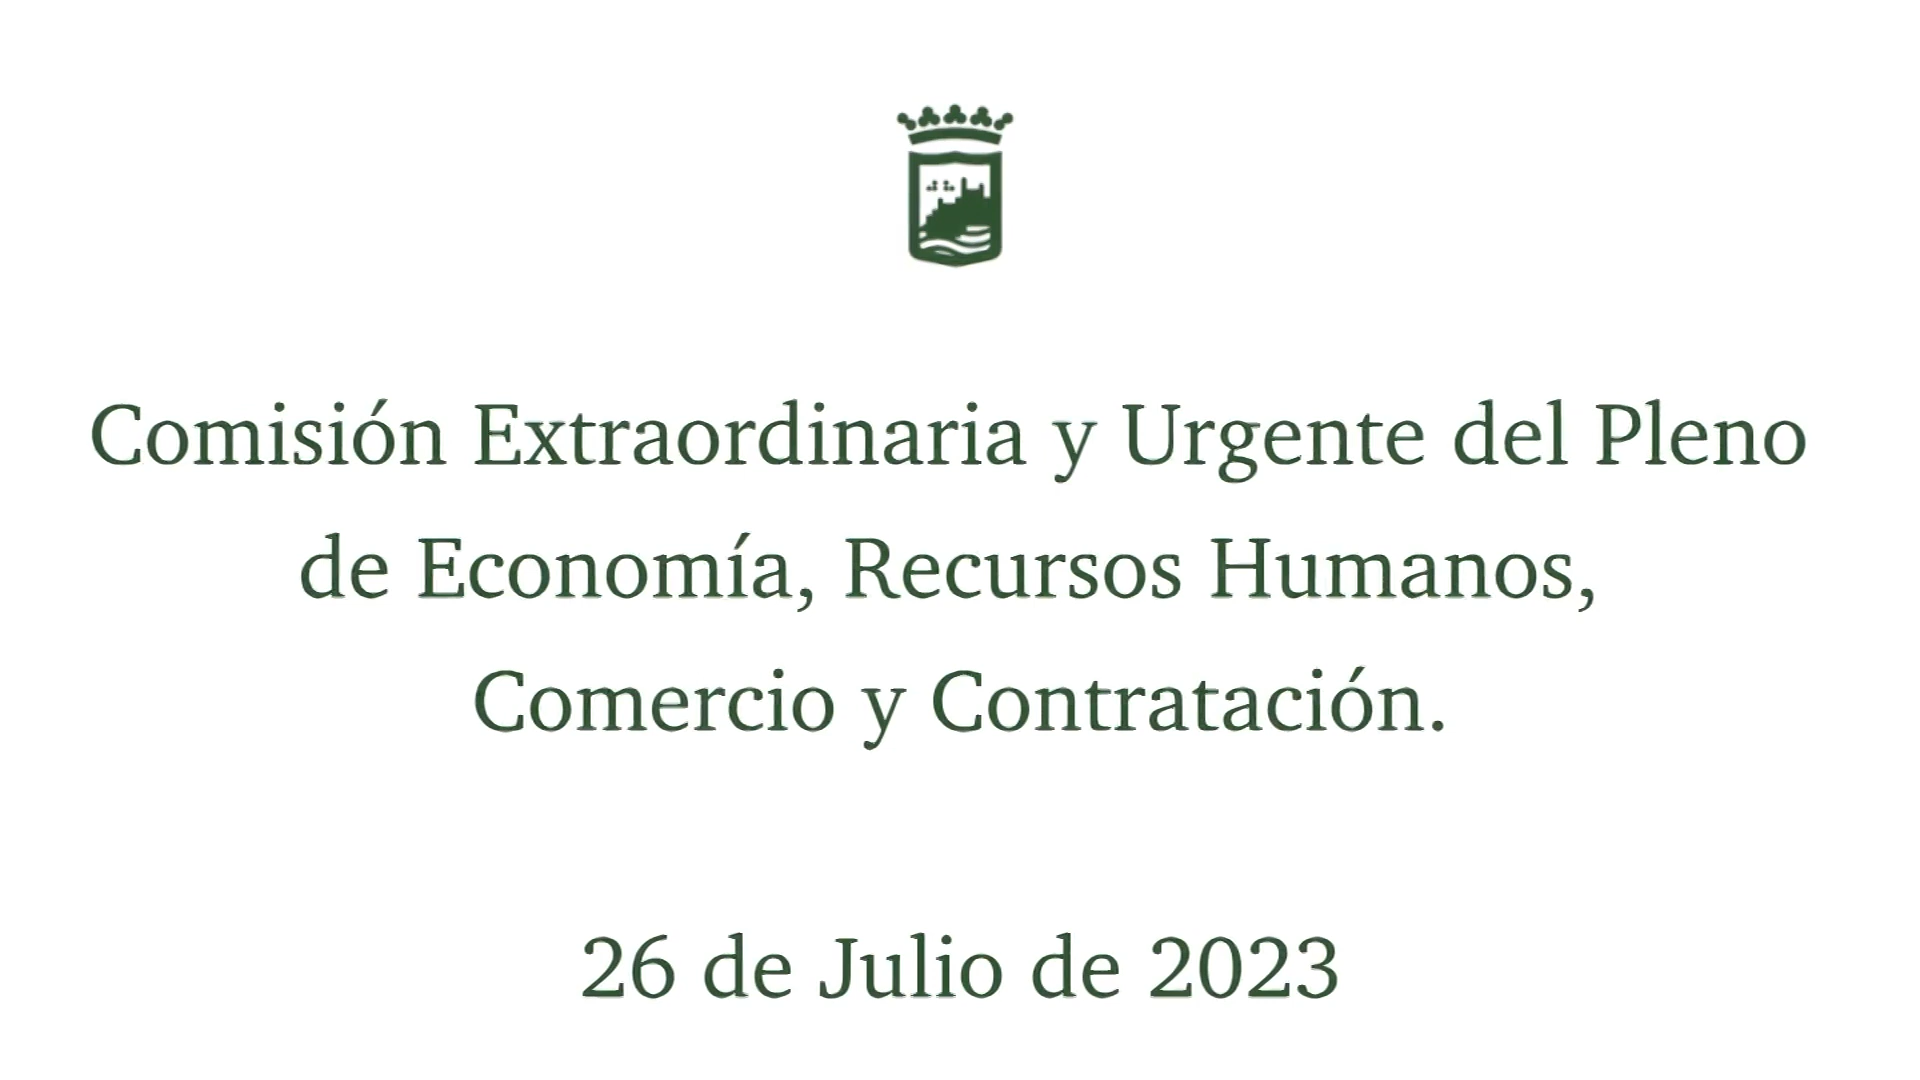 Comisión Extraordinaria y Urgente del Pleno
de Economía, Recursos Humanos,
Comercio y Contratación.
26 de Julio de 2023